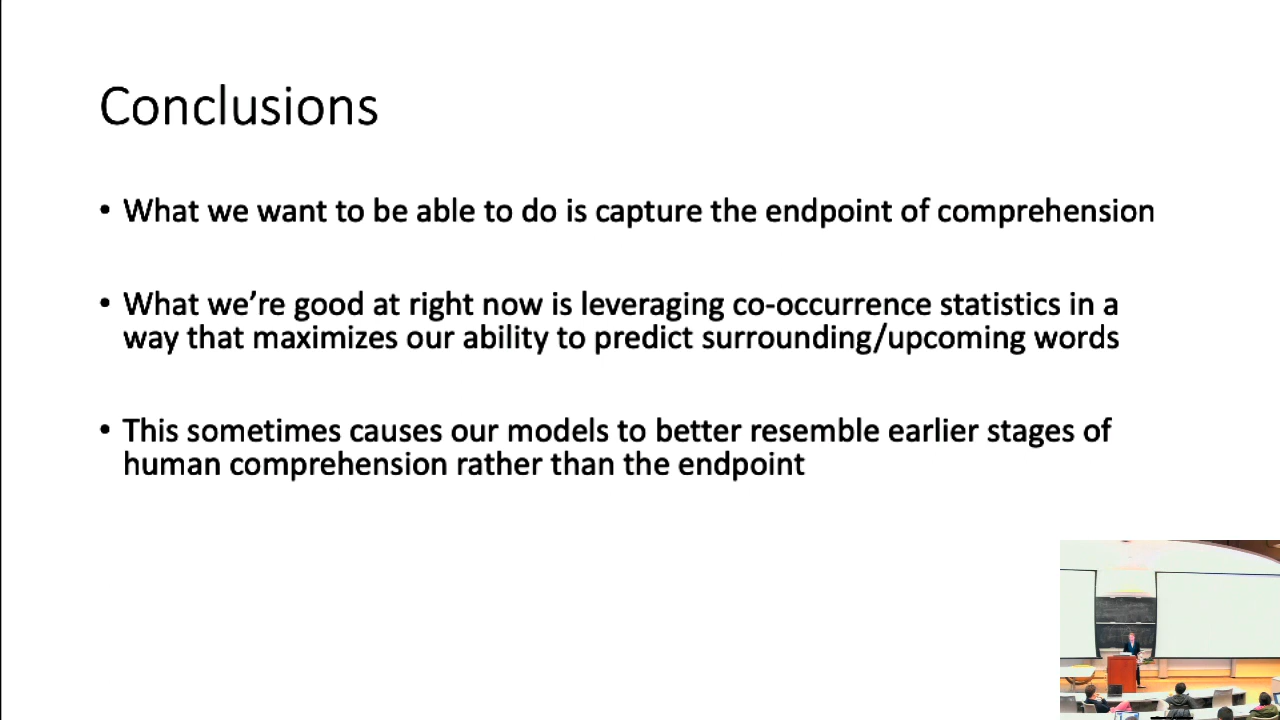 Conclusions
• What we want to be able to do is capture the endpoint of comprehension
• What we're good at right now is leveraging co-occurrence statistics in a
way that maximizes our ability to predict surrounding/upcoming words
• This sometimes causes our models to better resemble earlier stages of
human comprehension rather than the endpoint